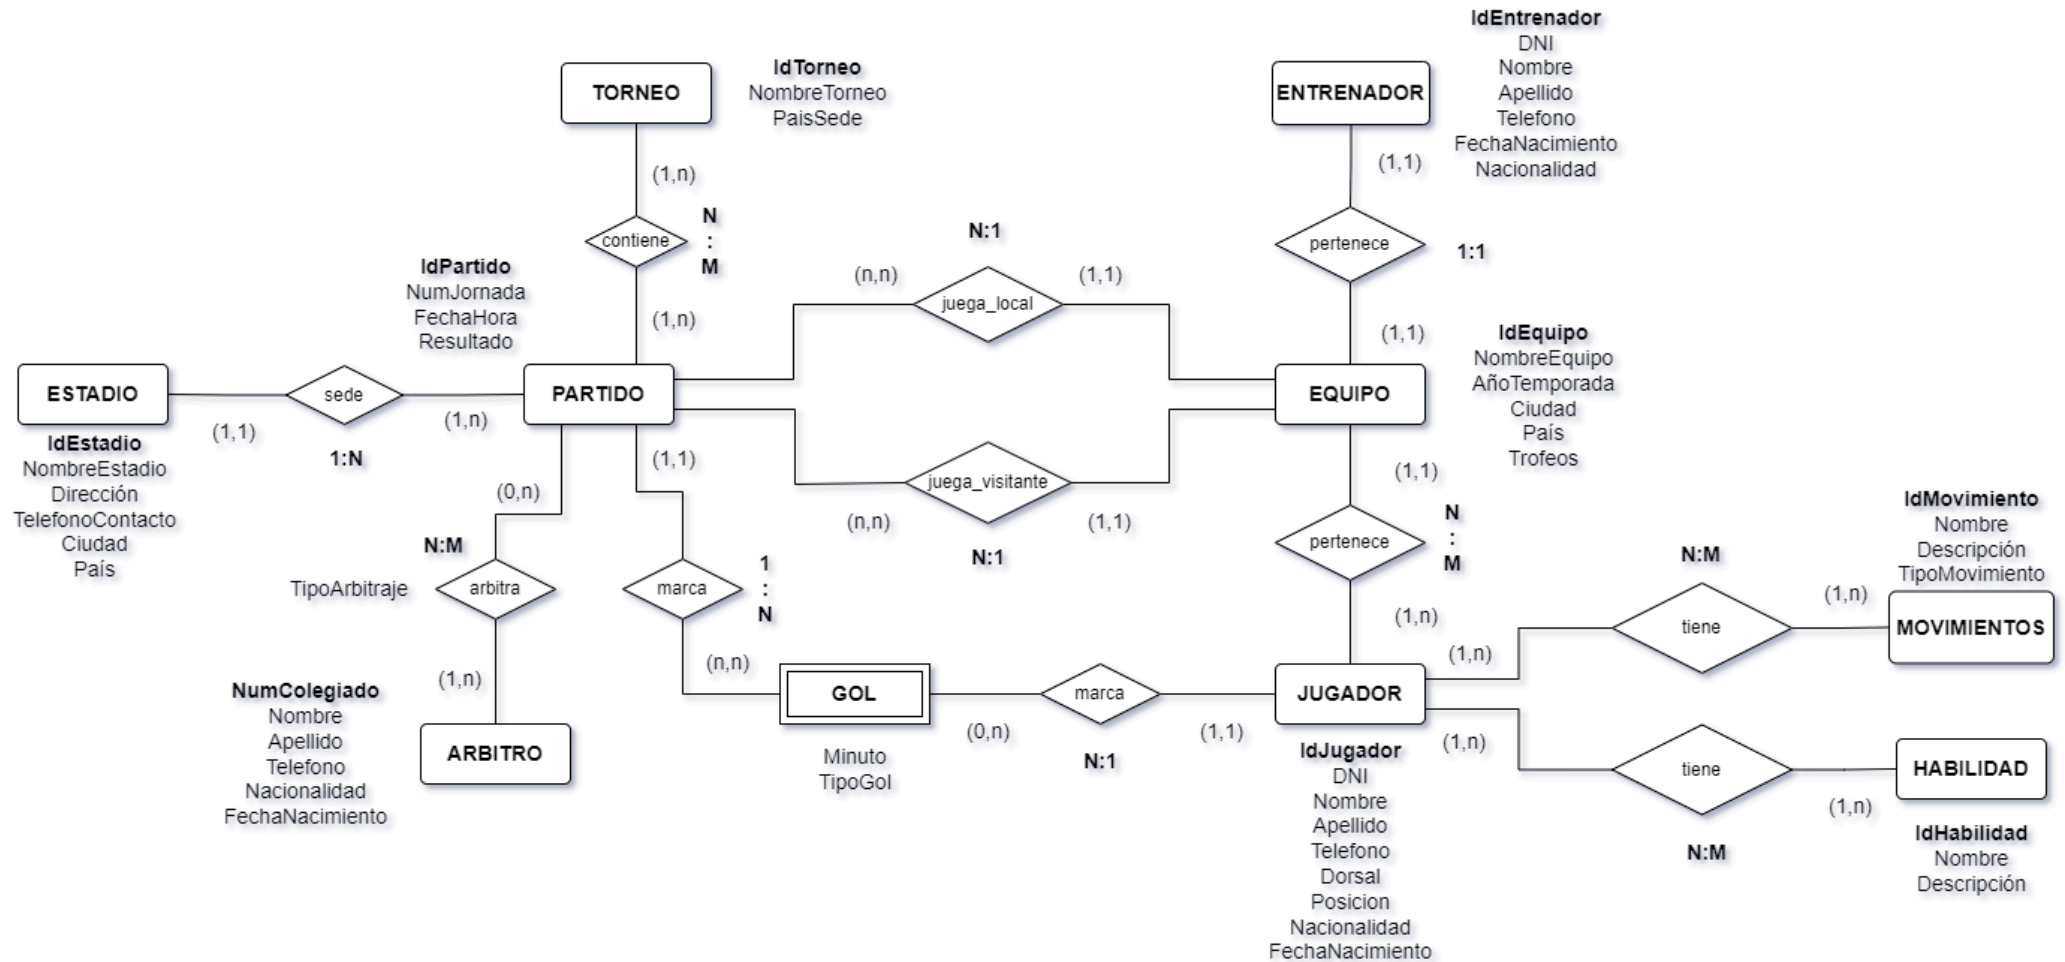 IdEntrenador
DNI
Nombre
Apellido
Telefono
FechaNacimiento
Nacionalidad
ENTRENADOR
IdTorneo
NombreTorneo
PaisSede
TORNEO
(1,n)
contiene
N
:
M
(1,n)
(1,1)
pertenece
1:1
(1,1)
IdPartido
NumJornada
FechaHora
Resultado
PARTIDO
N:1
(n,n)
juega_local
(1,1)
IdEquipo
NombreEquipo
AñoTemporada
Ciudad
País
Trofeos
EQUIPO
ESTADIO
(1,1)
sede
(1,n)
1:N
IdEstadio
NombreEstadio
Dirección
TelefonoContacto
Ciudad
País
(n,n)
juega_visitante
(1,1)
N:1
(0,n)
N:M
TipoArbitraje
arbitra
(1,n)
NumColegiado
Nombre
Apellido
Telefono
Nacionalidad
FechaNacimiento
ARBITRO
(1,1)
marca
1
:
N
(n,n)
GOL
Minuto
TipoGol
(0,n)
marca
(1,1)
N:1
(1,1)
pertenece
N
:
M
(1,n)
JUGADOR
IdJugador
DNI
Nombre
Apellido
Telefono
Dorsal
Posicion
Nacionalidad
FechaNacimiento
(1,n)
N:M
tiene
(1,n)
IdMovimiento
Nombre
Descripción
TipoMovimiento
MOVIMIENTOS
(1,n)
tiene
(1,n)
N:M
HABILIDAD
IdHabilidad
Nombre
Descripción